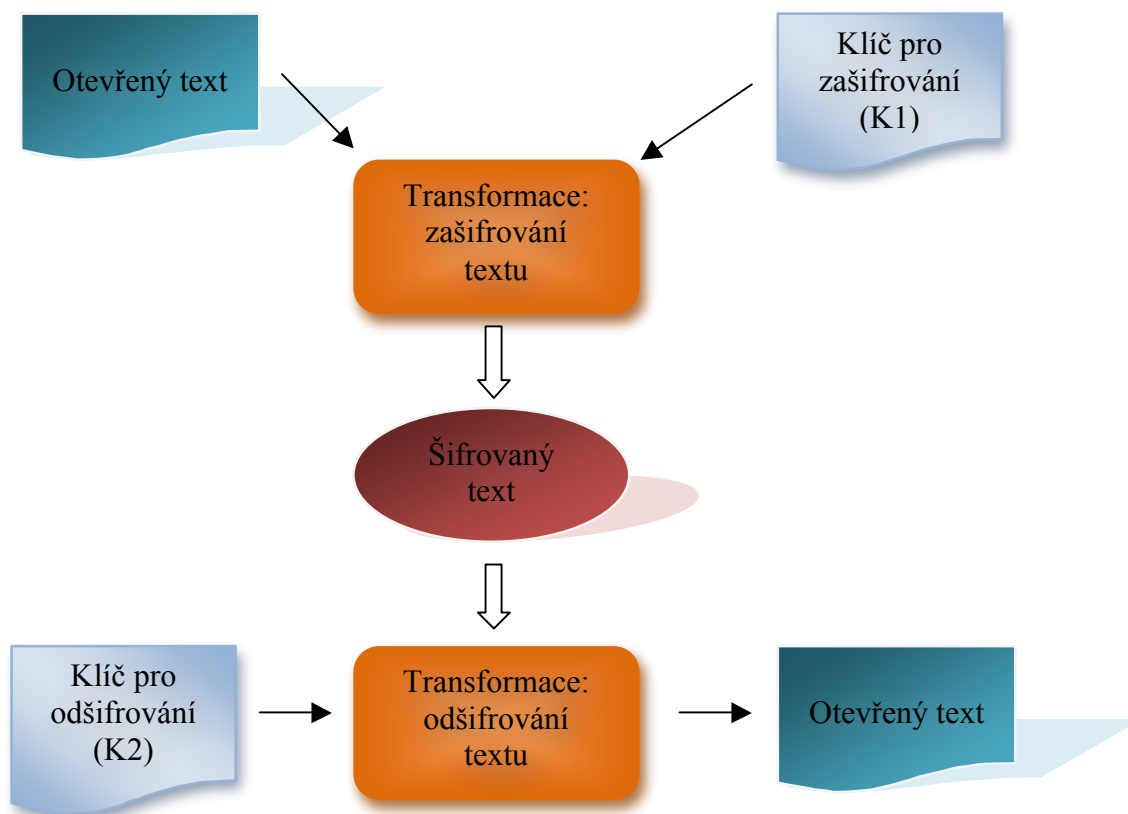 Otevřený text
Klíč pro
zašifrování
(K1)
Transformace:
zašifrování
textu
Šifrovaný
text
Klíč pro
odšifrování
(K2)
Transformace:
odšifrování
textu
Otevřený text